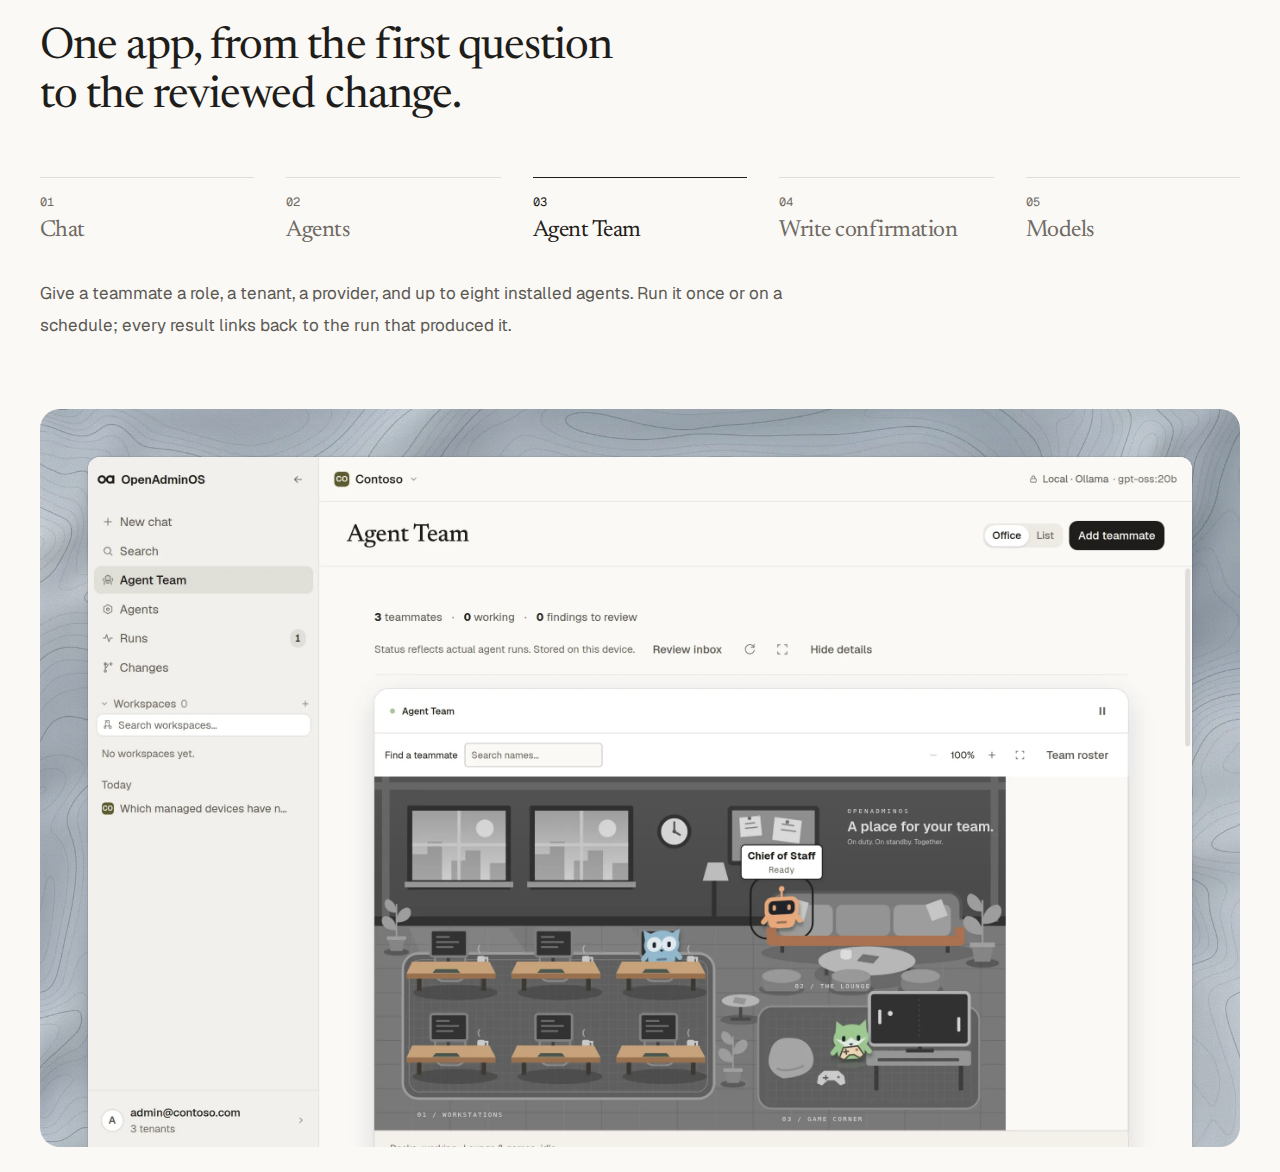 One app, from the first question
to the reviewed change.
01
Chat
02
Agents
03
Agent Team
04
Write confirmation
05
Models
Give a teammate a role, a tenant, a provider, and up to eight installed agents. Run it once or on a
schedule; every result links back to the run that produced it.
OpenAdminOS
New chat
Search
Agent Team
Agents
Runs
1
Changes
Workspaces 0
Search workspaces...
No workspaces yet.
Today
CO Which managed devices have n...
A
admin@contoso.com
3 tenants
CO Contoso
Local · Ollama · gpt-oss:20b
Agent Team
Office
List
Add teammate
3 teammates · 0 working · 0 findings to review
Status reflects actual agent runs. Stored on this device.
Review inbox
Hide details
Agent Team
Find a teammate
Search names...
100%
Team roster
OPENADMINOS
A place for your team.
On duty. On standby. Together.
Chief of Staff
Ready
02 / THE LOUNGE
01 / WORKSTATIONS
03 / GAME CORNER